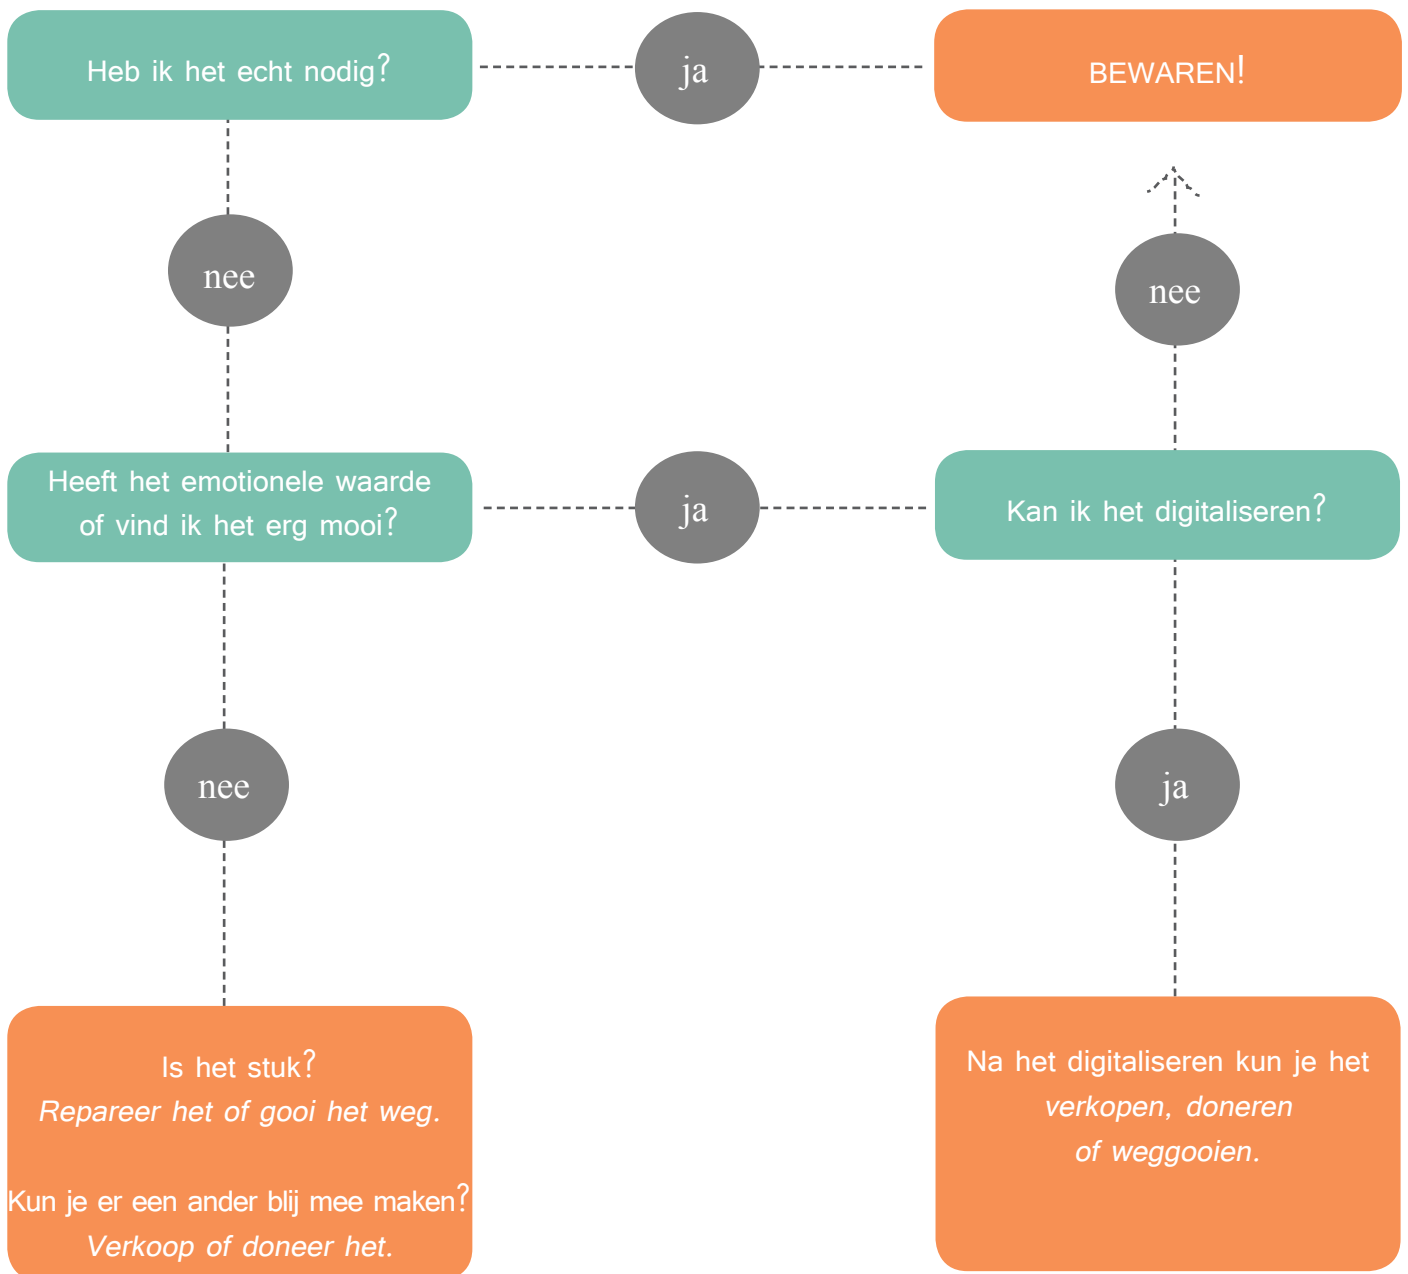 Heb ik het echt nodig?
ja
BEWAREN!
nee
nee
Heeft het emotionele waarde
of vind ik het erg mooi?
ja
Kan ik het digitaliseren?
nee
ja
Is het stuk?
Repareer het of gooi het weg.
Kun je er een ander blij mee maken?
Verkoop of doneer het.
Na het digitaliseren kun je het
verkopen, doneren
of weggooien.